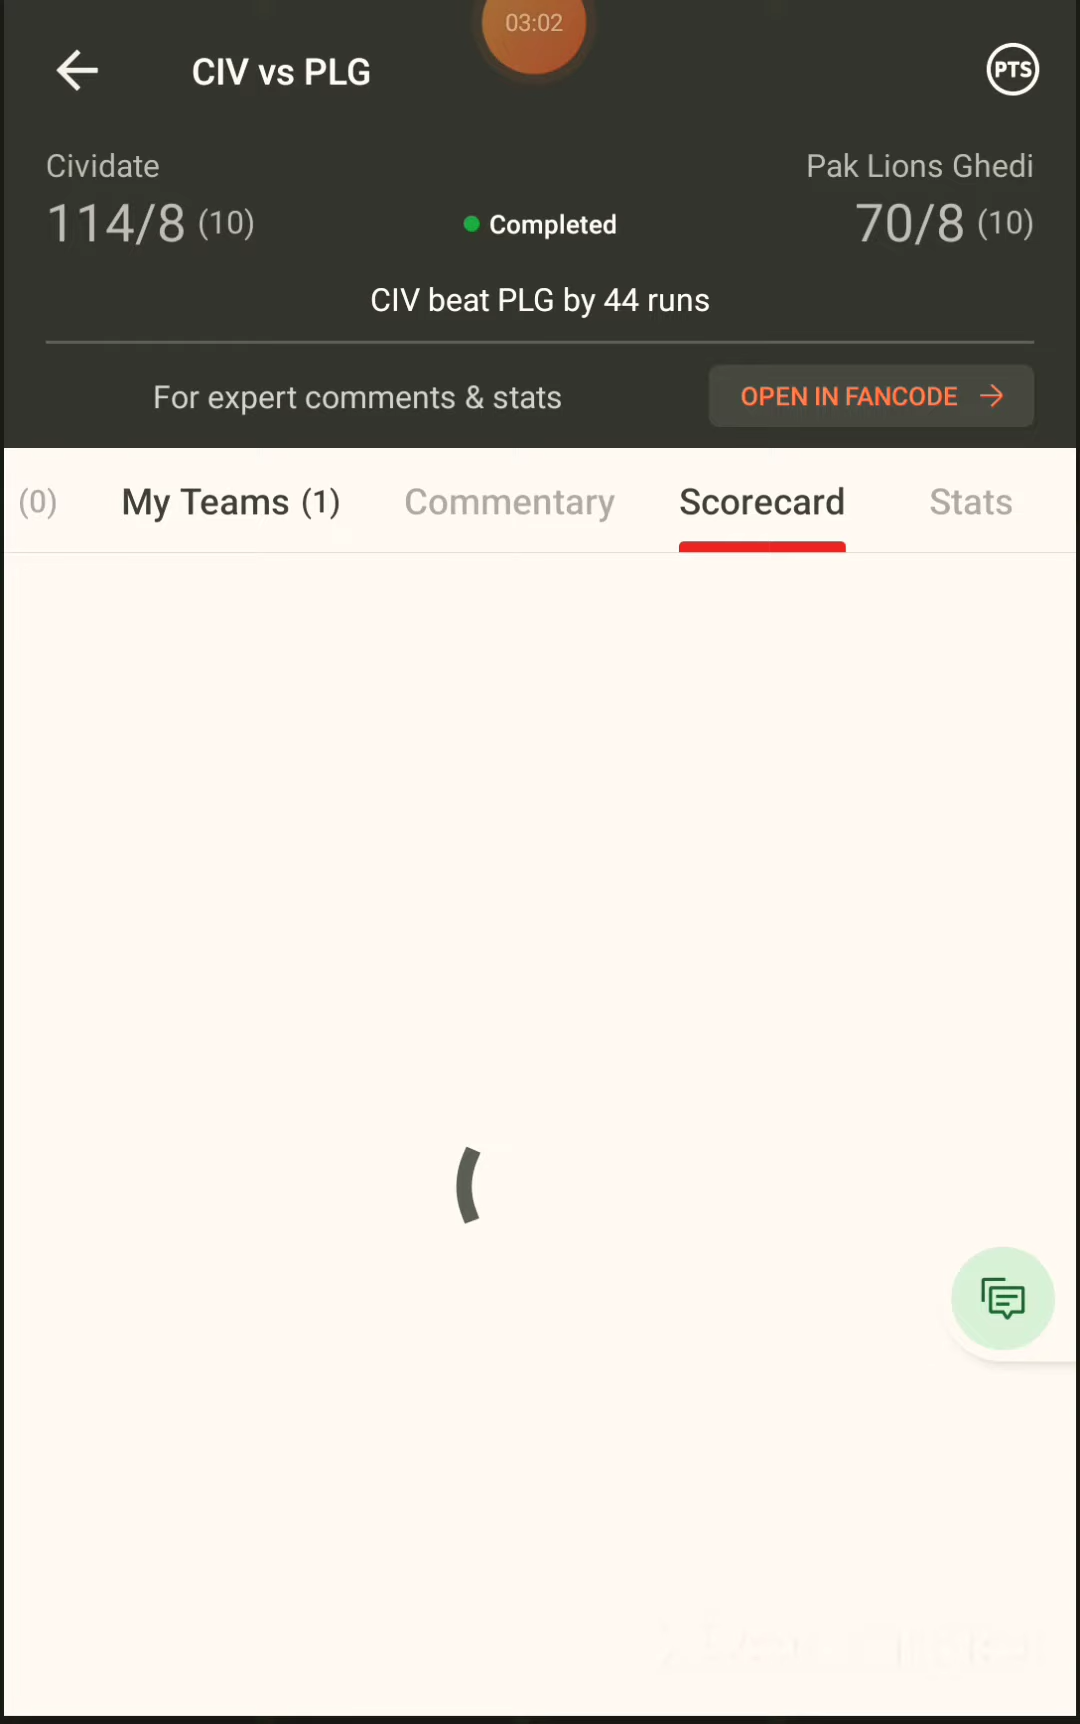 03:02
CIV vs PLG
PTS
Cividate
Pak Lions Ghedi
114/8 (10)
Completed
70/8 (10)
CIV beat PLG by 44 runs
For expert comments & stats
OPEN IN FANCODE
(0)
My Teams (1)
Commentary
Scorecard
Stats